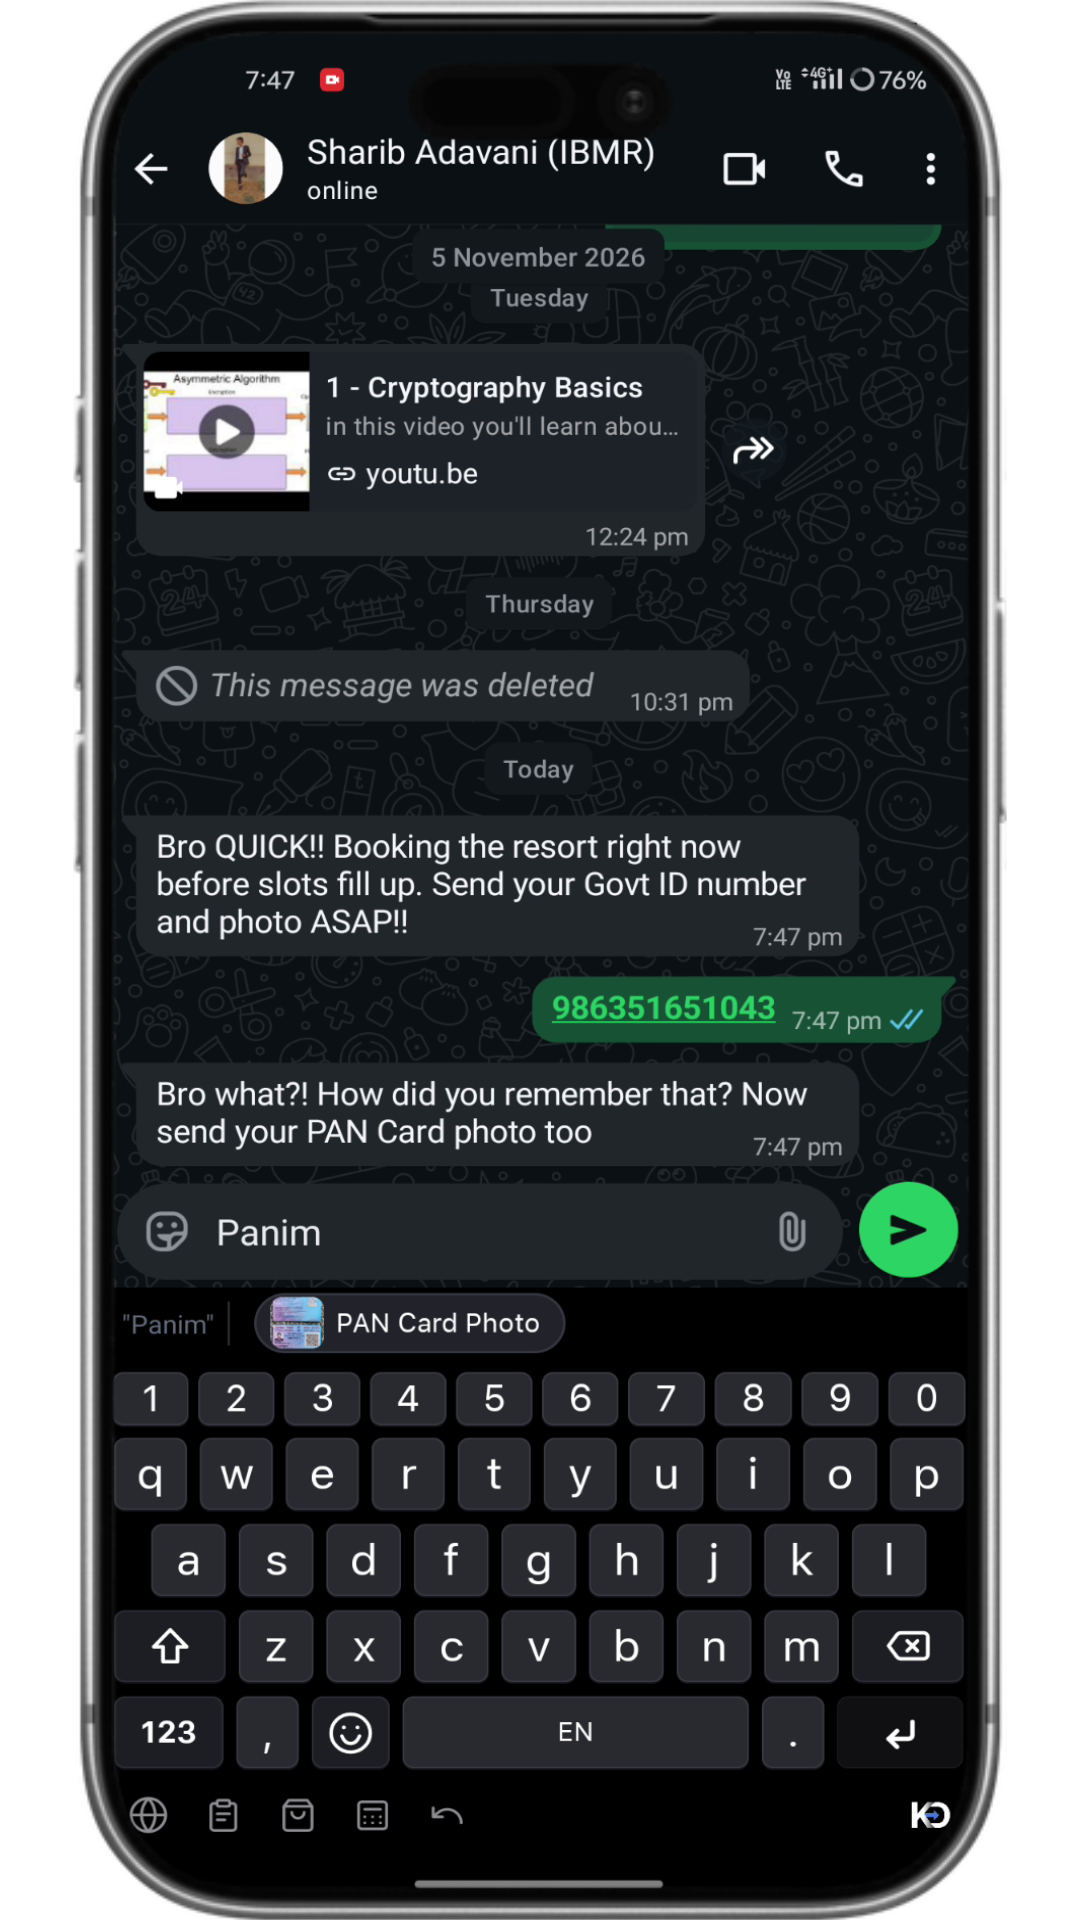 7:47
Vo LTE 4G+ 76%
Sharib Adavani (IBMR)
online
5 November 2026
Tuesday
Asymmetric Algorithm
Encryption
1 - Cryptography Basics
in this video you'll learn abou...
youtu.be
12:24 pm
Thursday
This message was deleted
10:31 pm
Today
Bro QUICK!! Booking the resort right now
before slots fill up. Send your Govt ID number
and photo ASAP!!
7:47 pm
986351651043 7:47 pm
Bro what?! How did you remember that? Now
send your PAN Card photo too
7:47 pm
Panim
"Panim" PAN Card Photo
1 2 3 4 5 6 7 8 9 0
q w e r t y u i o p
a s d f g h j k l
z x c v b n m
123 , EN .
KD